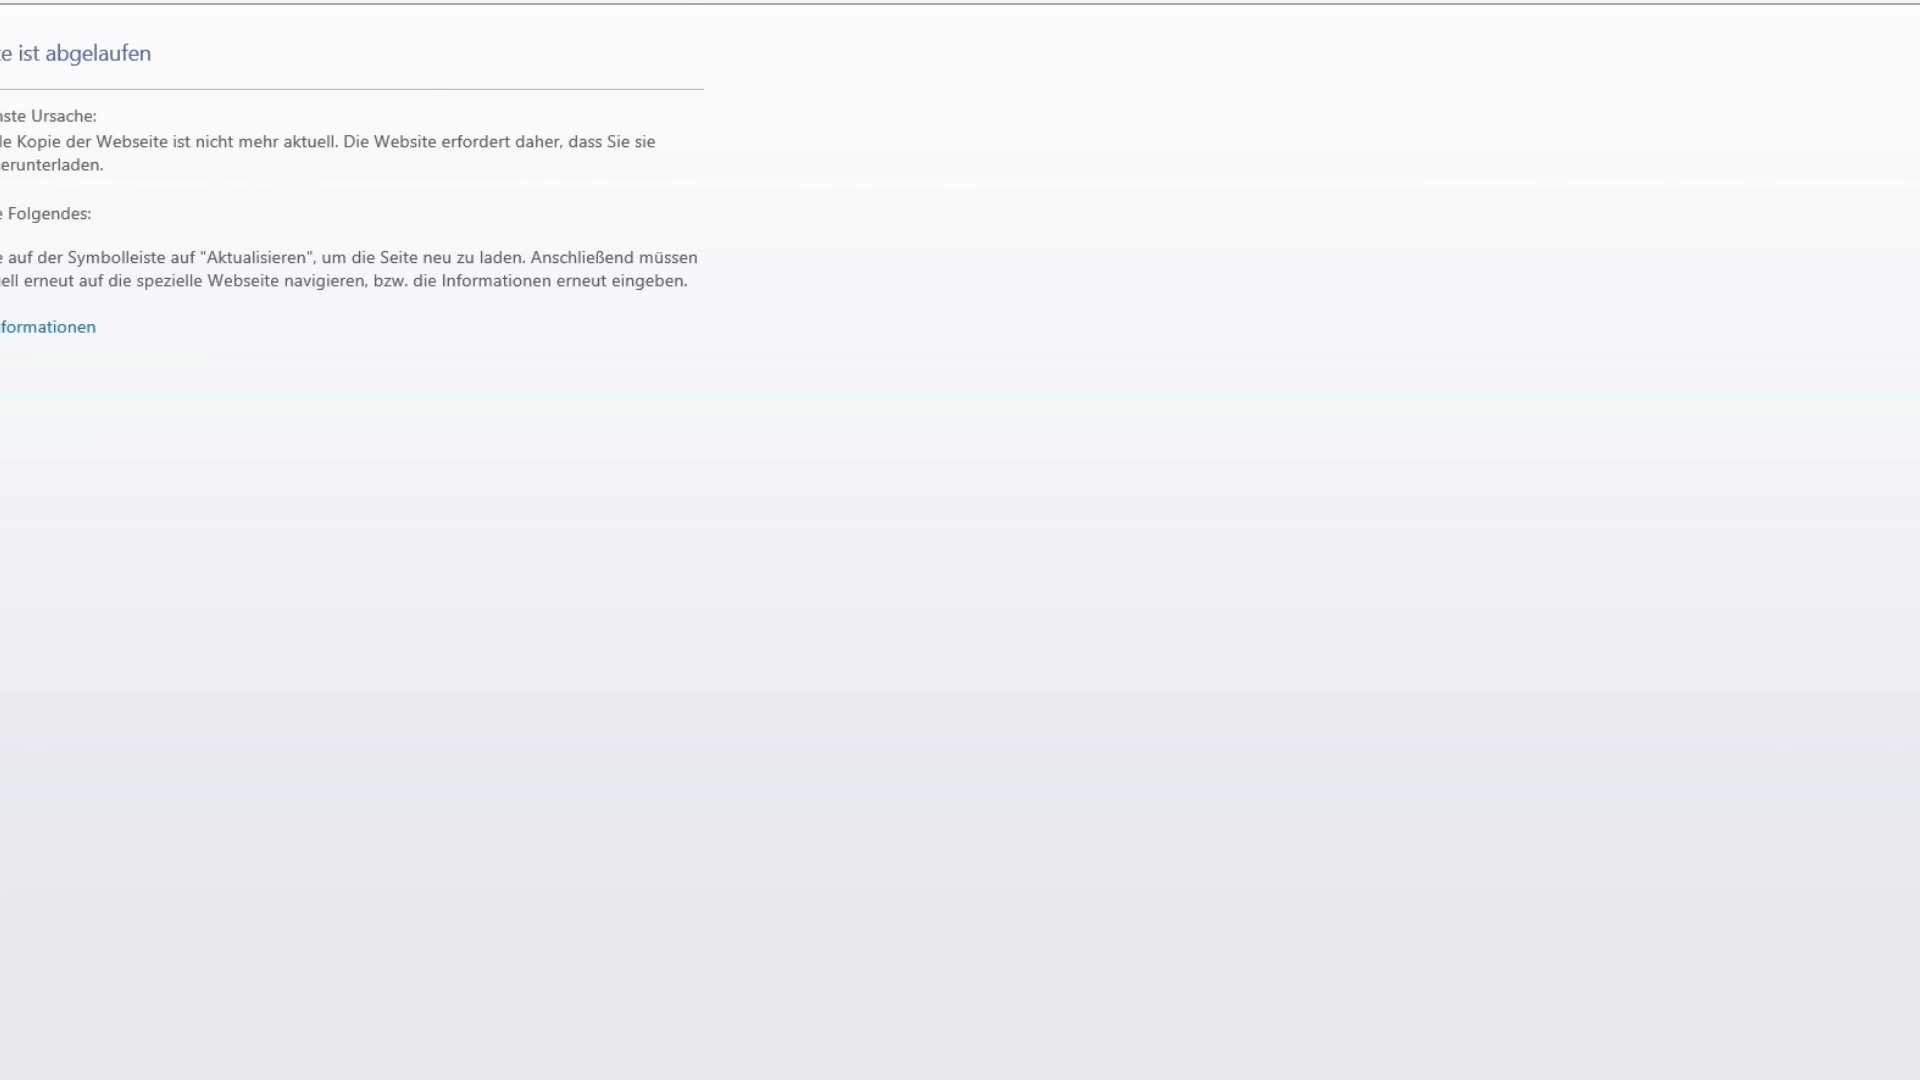 ist abgelaufen
Ursache:
Kopie der Webseite ist nicht mehr aktuell. Die Website erfordert daher, dass Sie sie
erunterladen.
Folgendes:
auf der Symbolleiste auf "Aktualisieren", um die Seite neu zu laden. Anschließend müssen
ell erneut auf die spezielle Webseite navigieren, bzw. die Informationen erneut eingeben.
formationen